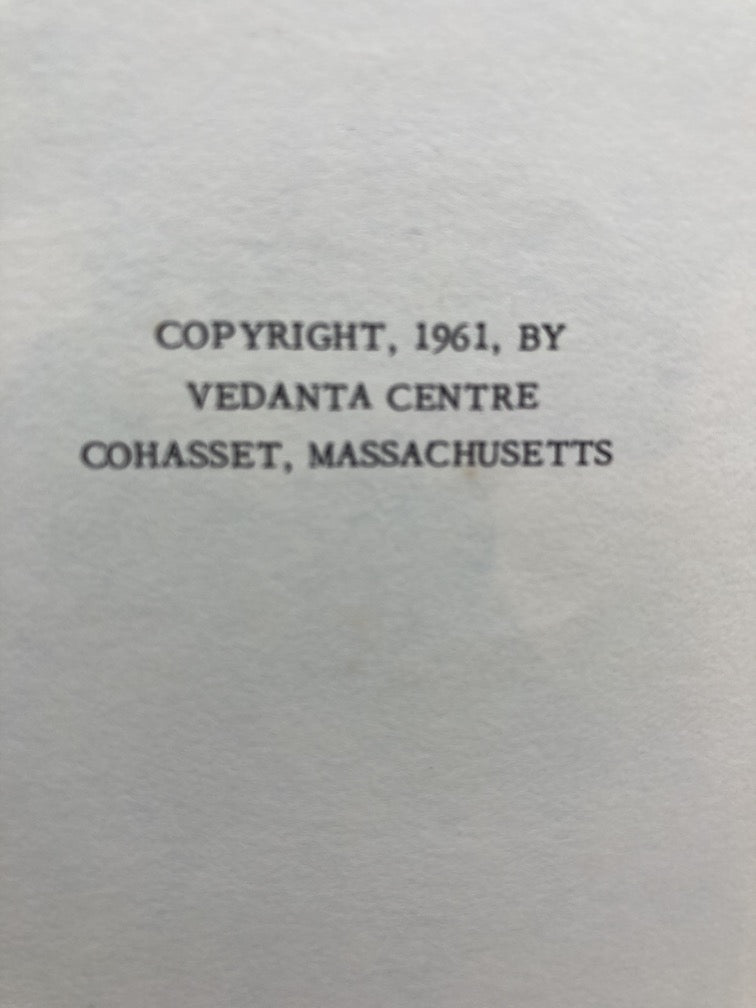 COPYRIGHT, 1961, BY
VEDANTA CENTRE
COHASSET, MASSACHUSETTS